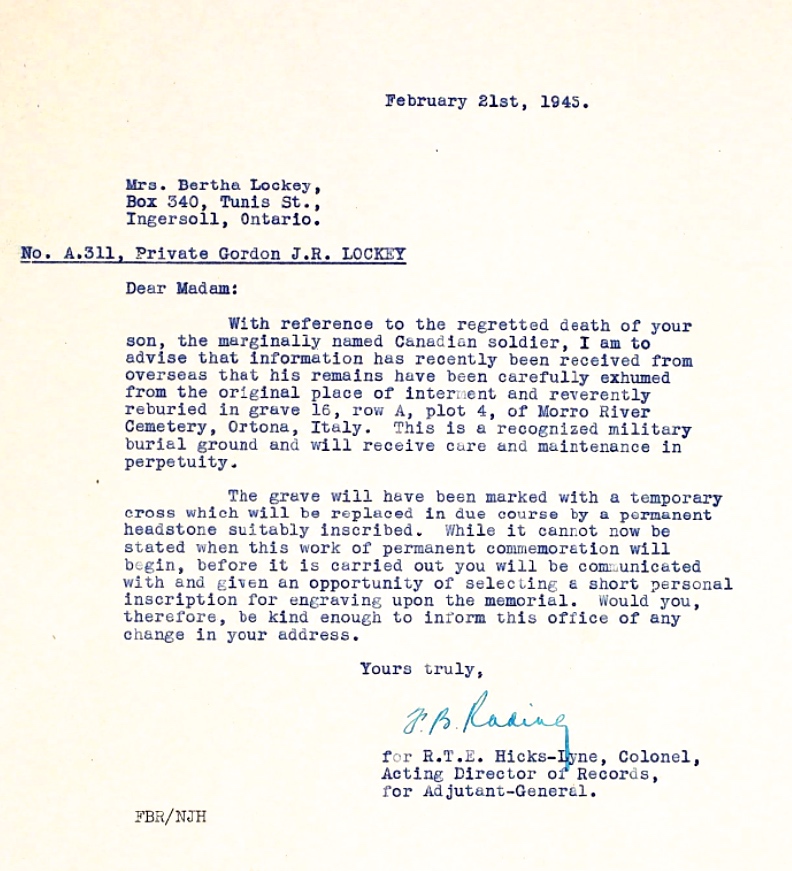 February 21st, 1945.
Mrs. Bertha Lockey,
Box 340, Tunis St.,
Ingersoll, Ontario.
No. A.311, Private Gordon J.R. LOCKEY
Dear Madam:
With reference to the regretted death of your
son, the marginally named Canadian soldier, I am to
advise that information has recently been received from
overseas that his remains have been carefully exhumed
from the original place of interment and reverently
reburied in grave 16, row A, plot 4, of Morro River
Cemetery, Ortona, Italy. This is a recognized military
burial ground and will receive care and maintenance in
perpetuity.
The grave will have been marked with a temporary
cross which will be replaced in due course by a permanent
headstone suitably inscribed. While it cannot now be
stated when this work of permanent commemoration will
begin, before it is carried out you will be communicated
with and given an opportunity of selecting a short personal
inscription for engraving upon the memorial. Would you,
therefore, be kind enough to inform this office of any
change in your address.
Yours truly,
F.B.
for R.T.E. Hicks-Lyne, Colonel,
Acting Director of Records,
for Adjutant-General.
FBR/NJH